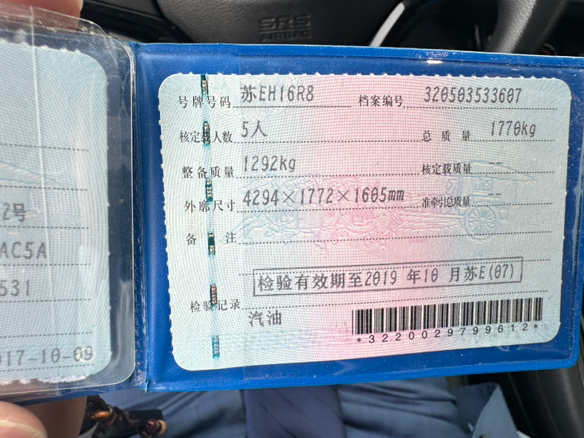 SRS
AIRBAG
号牌号码 苏EH16R8 档案编号 320503533607
核定载人数 5人 总质量 1770kg
整备质量 1292kg 核定载质量 --
外廓尺寸 4294×1772×1605mm 准牵引总质量 --
备注
检验有效期至2019年10月苏E(07)
检验记录
汽油
*3220029799612*
2号
AC5A
531
17-10-09